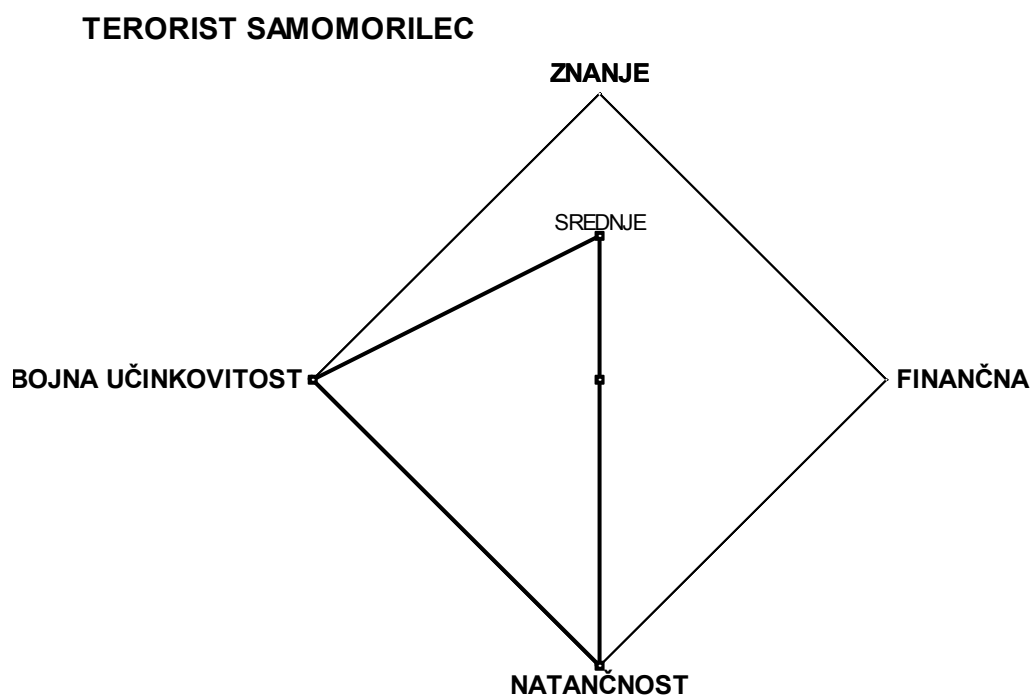 TERORIST SAMOMORILEC
ZNANJE
SREDNJE
BOJNA UČINKOVITOST
FINANČNA
NATANČNOST